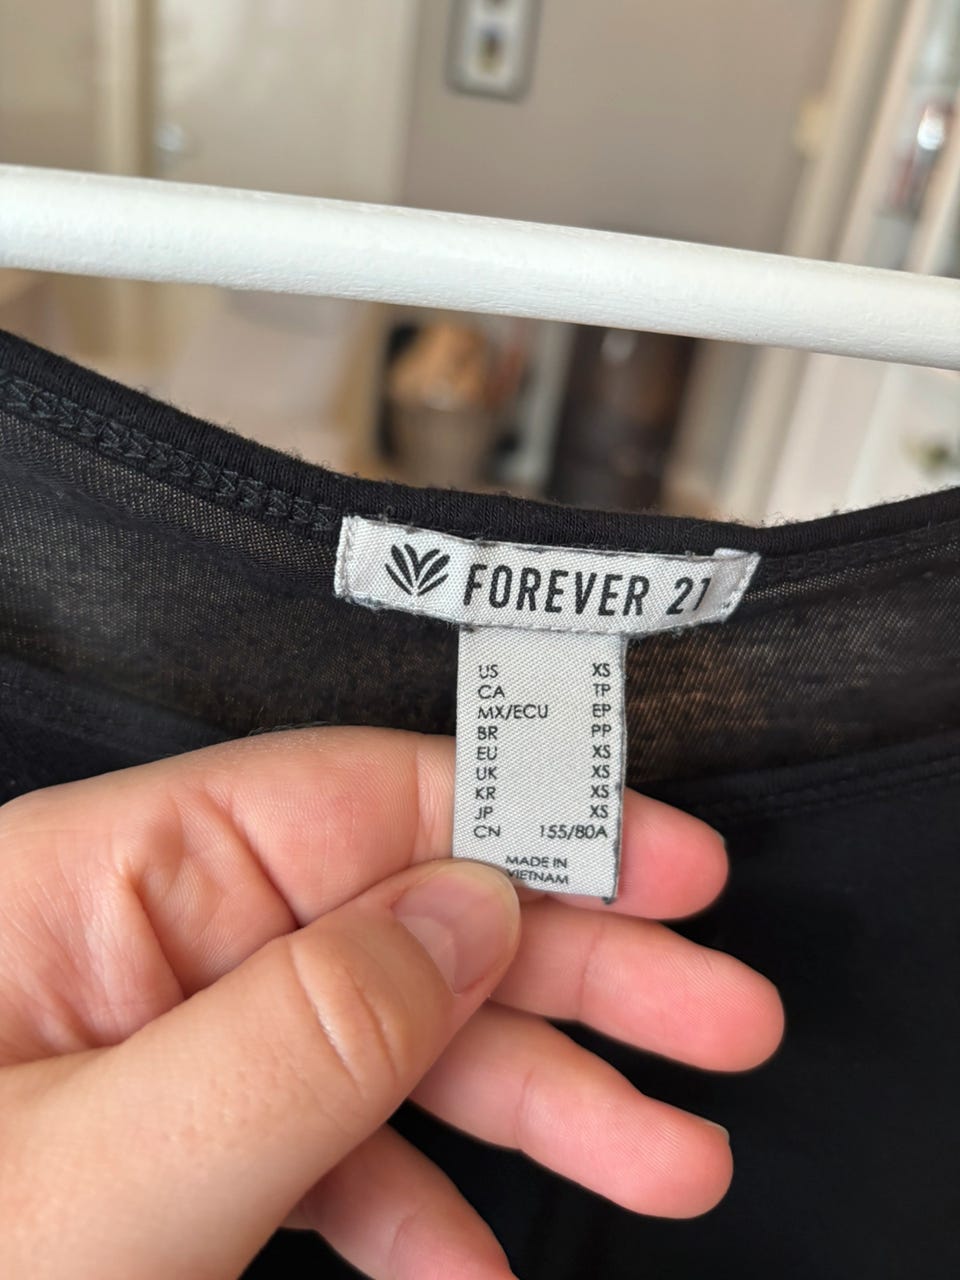 FOREVER 21
US XS
CA TP
MX/ECU EP
BR PP
EU XS
UK XS
KR XS
JP XS
CN 155/80A
MADE IN
VIETNAM